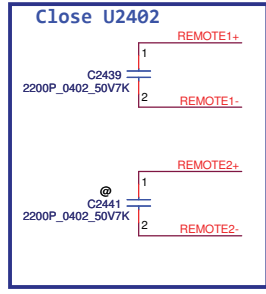 Close U2402
REMOTE1+
1
C2439
2200P_0402_50V7K
2
REMOTE1-
REMOTE2+
@
1
C2441
2200P_0402_50V7K
2
REMOTE2-